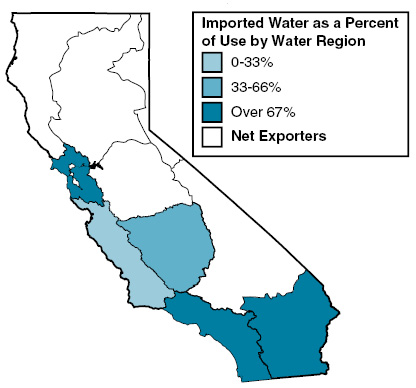 Imported Water as a Percent
of Use by Water Region
0-33%
33-66%
Over 67%
Net Exporters